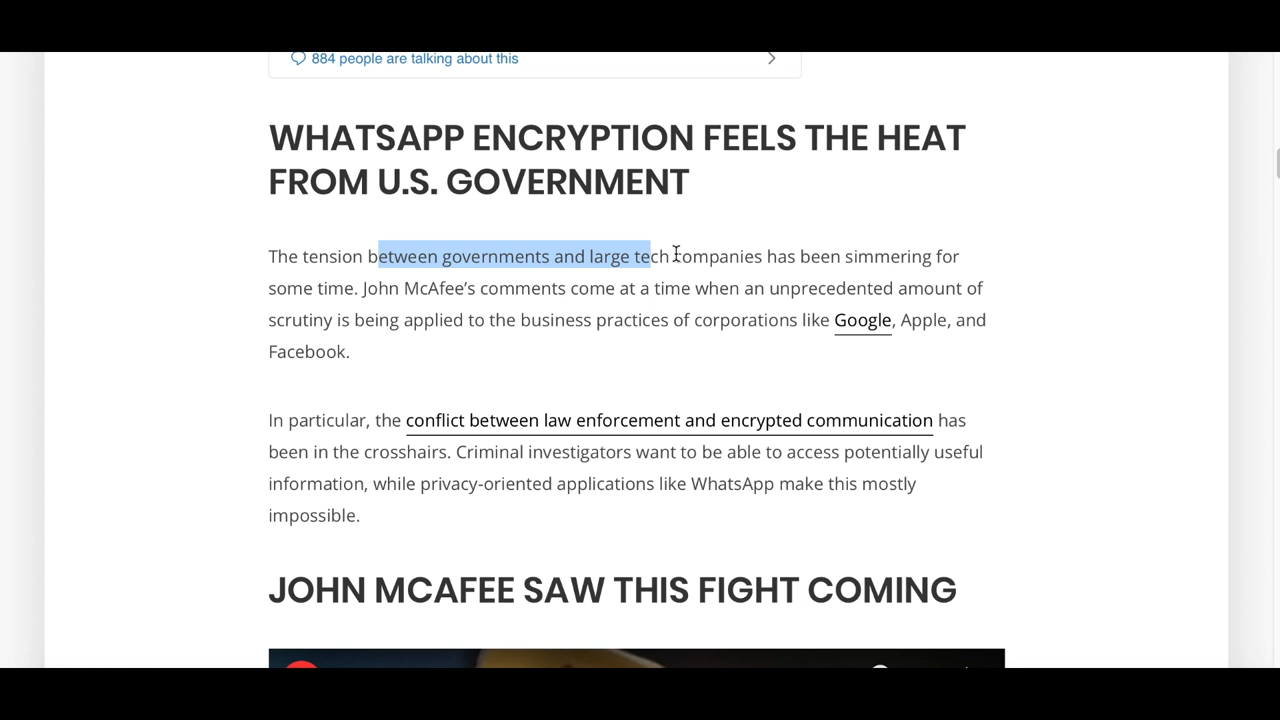 884 people are talking about this
WHATSAPP ENCRYPTION FEELS THE HEAT
FROM U.S. GOVERNMENT
The tension between governments and large tech companies has been simmering for
some time. John McAfee’s comments come at a time when an unprecedented amount of
scrutiny is being applied to the business practices of corporations like Google, Apple, and
Facebook.
In particular, the conflict between law enforcement and encrypted communication has
been in the crosshairs. Criminal investigators want to be able to access potentially useful
information, while privacy-oriented applications like WhatsApp make this mostly
impossible.
JOHN MCAFEE SAW THIS FIGHT COMING